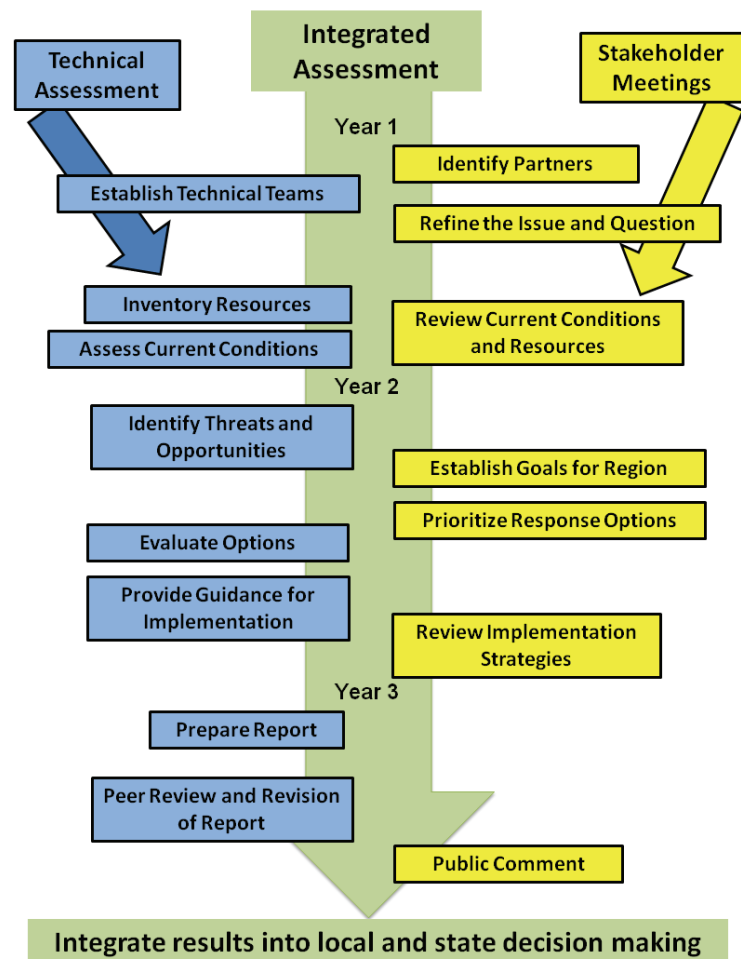 Technical
Assessment
Integrated
Assessment
Stakeholder
Meetings
Year 1
Identify Partners
Establish Technical Teams
Refine the Issue and Question
Inventory Resources
Review Current Conditions
and Resources
Assess Current Conditions
Year 2
Identify Threats and
Opportunities
Establish Goals for Region
Prioritize Response Options
Evaluate Options
Provide Guidance for
Implementation
Review Implementation
Strategies
Year 3
Prepare Report
Peer Review and Revision
of Report
Public Comment
Integrate results into local and state decision making